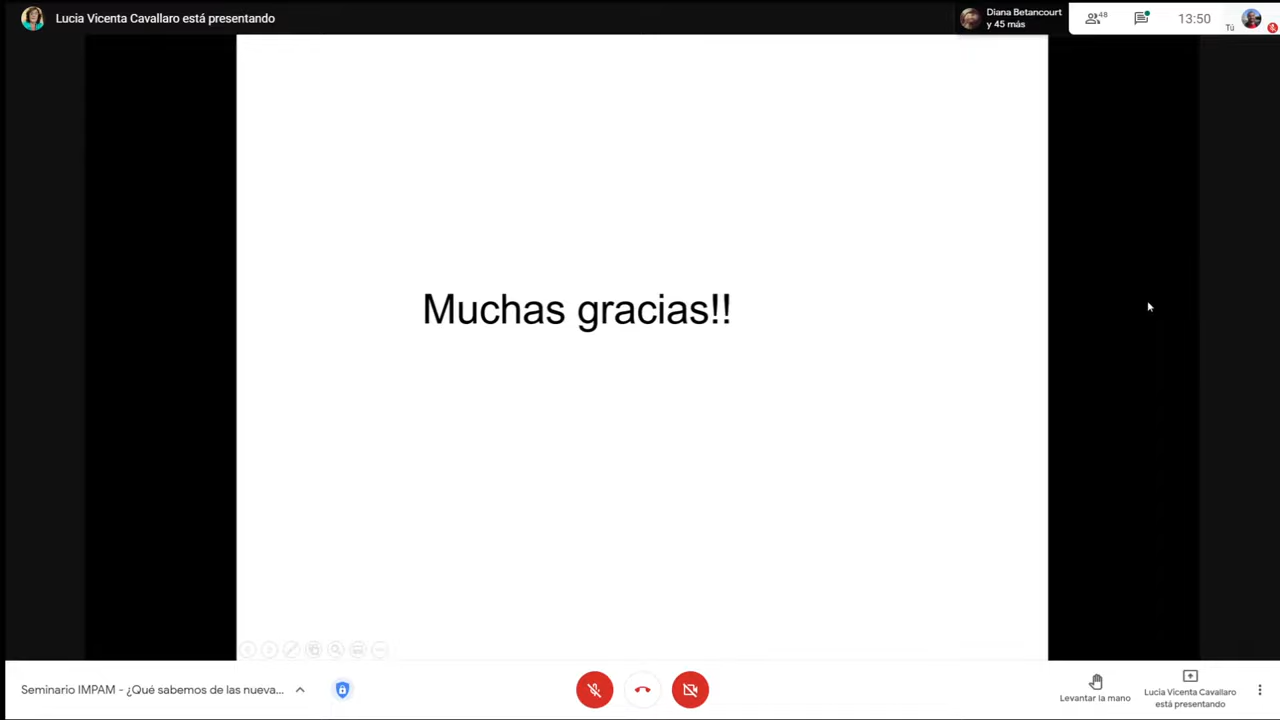 Lucia Vicenta Cavallaro está presentando
Diana Betancourt
y 45 más
48
13:50
Tú
Muchas gracias!!
Seminario IMPAM - ¿Qué sabemos de las nueva...
Levantar la mano
Lucia Vicenta Cavallaro
está presentando